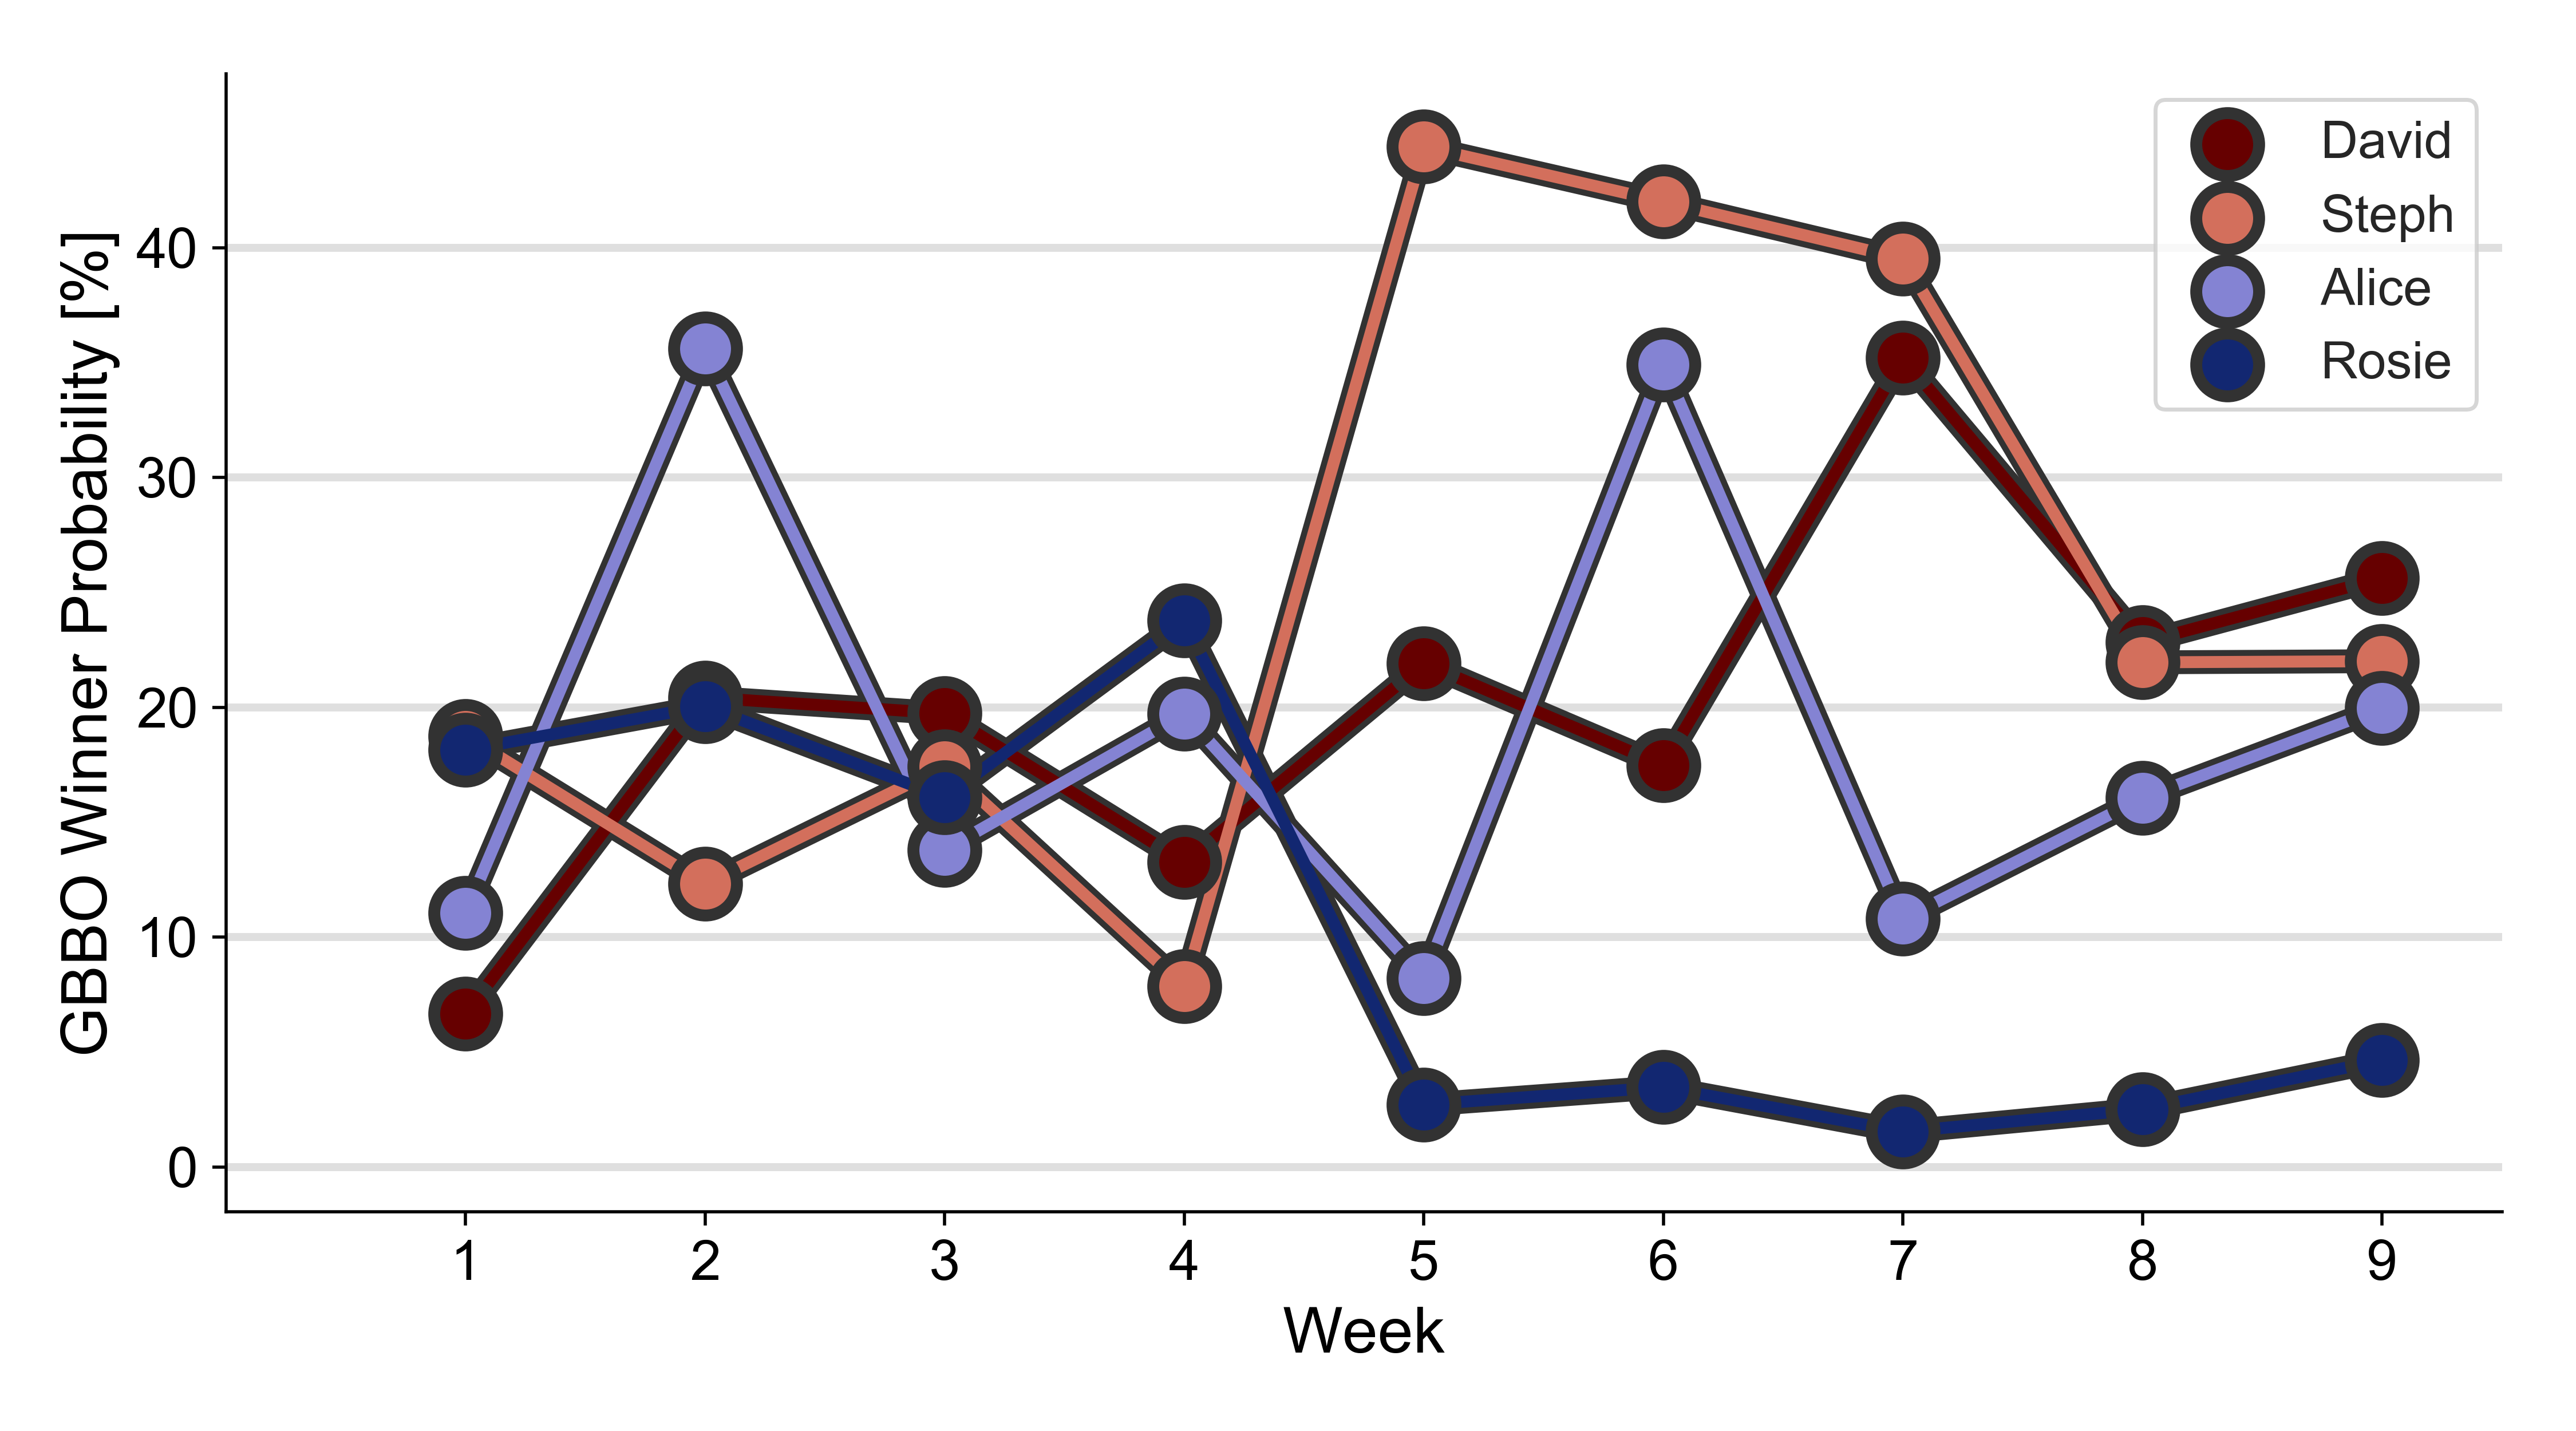 GBBO Winner Probability [%]
40
30
20
10
0
1 2 3 4 5 6 7 8 9
Week
David
Steph
Alice
Rosie